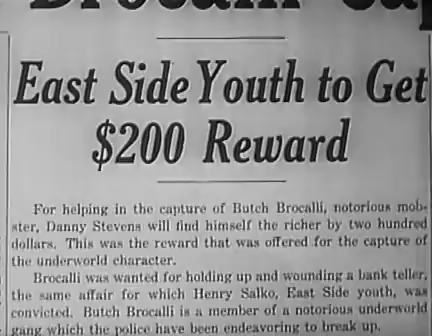 East Side Youth to Get
$200 Reward
For helping in the capture of Butch Brocalli, notorious mob-
ster, Danny Stevens will find himself the richer by two hundred
dollars. This was the reward that was offered for the capture of
the underworld character.
Brocalli was wanted for holding up and wounding a bank teller,
the same affair for which Henry Salko, East Side youth, was
convicted. Butch Brocalli is a member of a notorious underworld
gang which the police have been endeavoring to break up.